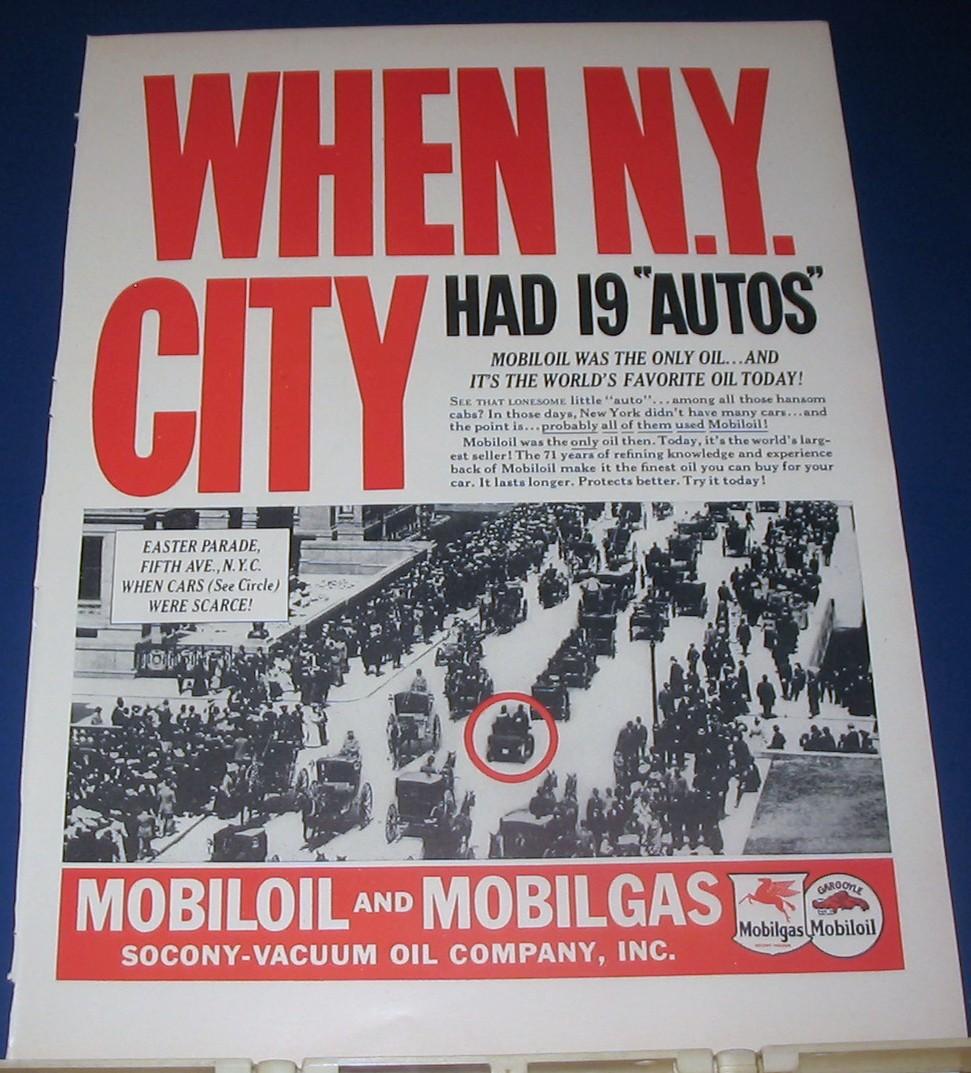 WHEN N.Y.
CITY
HAD 19 "AUTOS"
MOBILOIL WAS THE ONLY OIL...AND
IT'S THE WORLD'S FAVORITE OIL TODAY!
SEE THAT LONESOME little "auto"...among all those hansom
cabs? In those days, New York didn't have many cars...and
the point is...probably all of them used Mobiloil!
Mobiloil was the only oil then. Today, it's the world's larg-
est seller! The 71 years of refining knowledge and experience
back of Mobiloil make it the finest oil you can buy for your
car. It lasts longer. Protects better. Try it today!
EASTER PARADE,
FIFTH AVE., N.Y.C.
WHEN CARS (See Circle)
WERE SCARCE!
MOBILOIL AND MOBILGAS
SOCONY-VACUUM OIL COMPANY, INC.
Mobilgas
SOCONY-VACUUM
GARGOYLE
Mobiloil